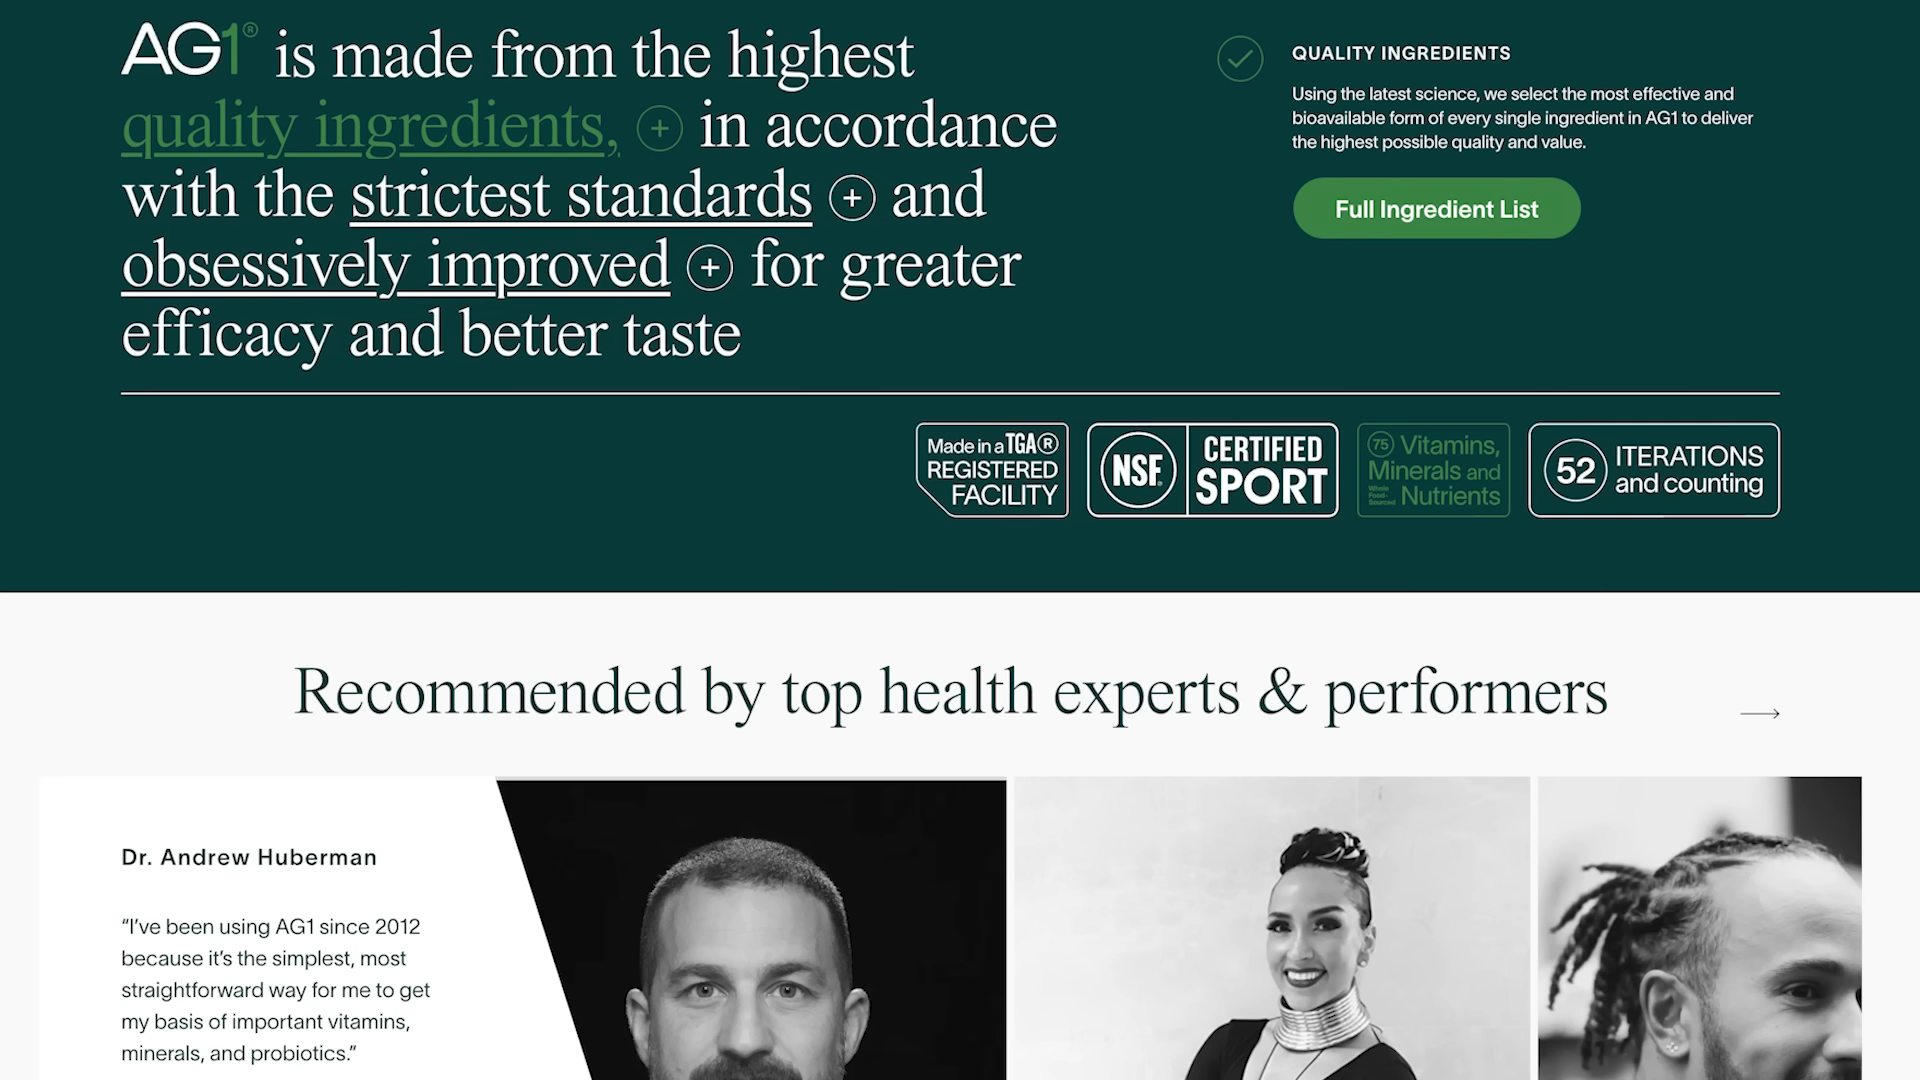 AG1® is made from the highest
quality ingredients, + in accordance
with the strictest standards + and
obsessively improved + for greater
efficacy and better taste
QUALITY INGREDIENTS
Using the latest science, we select the most effective and
bioavailable form of every single ingredient in AG1 to deliver
the highest possible quality and value.
Full Ingredient List
Made in a TGA®
REGISTERED
FACILITY
NSF®
CERTIFIED
SPORT
75 Vitamins,
Minerals and
Whole Food-Sourced Nutrients
52 ITERATIONS
and counting
Recommended by top health experts & performers
Dr. Andrew Huberman
“I’ve been using AG1 since 2012
because it’s the simplest, most
straightforward way for me to get
my basis of important vitamins,
minerals, and probiotics.”